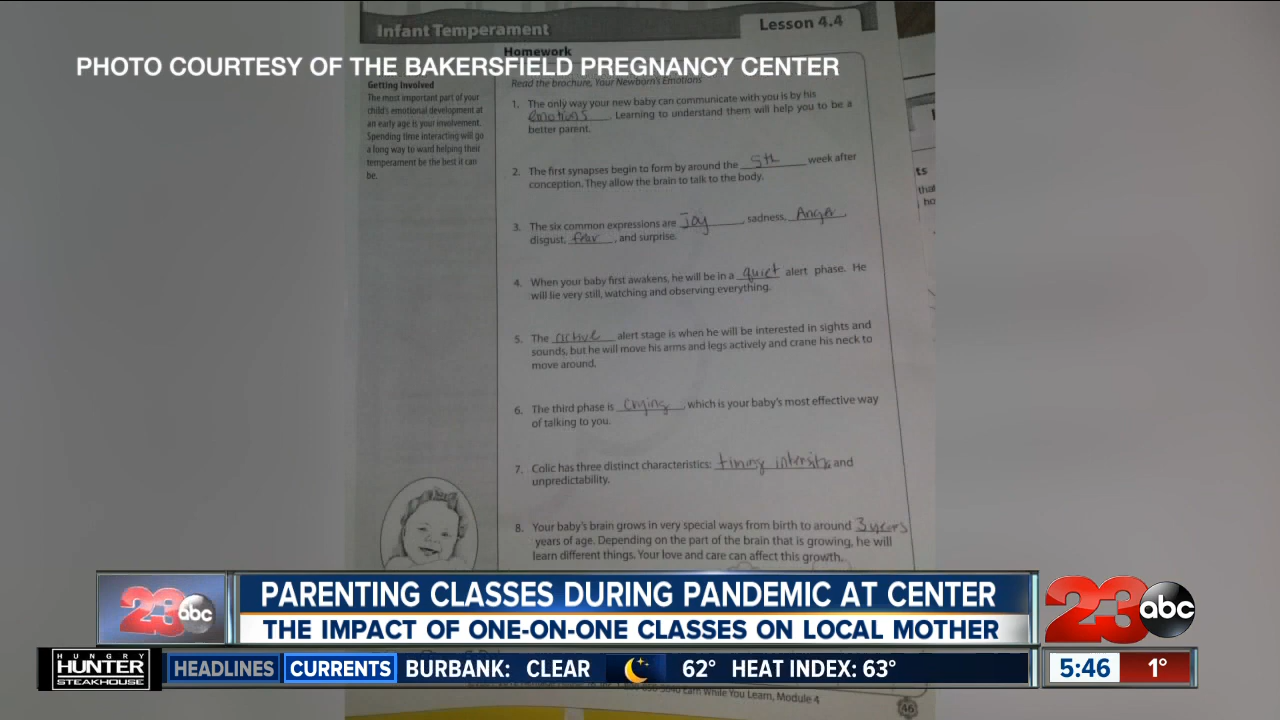 Infant Temperament
Lesson 4.4
PHOTO COURTESY OF THE BAKERSFIELD PREGNANCY CENTER
Homework
Getting Involved
The most important part of your
child's emotional development at
an early age is your involvement.
Spending time interacting will go
a long way to ward helping their
temperament be the best it can
be.
Read the brochure, Your Newborn's Emotions
1. The only way your new baby can communicate with you is by his
emotions. Learning to understand them will help you to be a
better parent.
2. The first synapses begin to form by around the 5th week after
conception. They allow the brain to talk to the body.
3. The six common expressions are Joy, sadness, Anger,
disgust, fear, and surprise.
4. When your baby first awakens, he will be in a quiet alert phase. He
will lie very still, watching and observing everything.
5. The active alert stage is when he will be interested in sights and
sounds, but he will move his arms and legs actively and crane his neck to
move around.
6. The third phase is crying, which is your baby's most effective way
of talking to you.
7. Colic has three distinct characteristics: timing intensity and
unpredictability.
8. Your baby's brain grows in very special ways from birth to around 3 years
years of age. Depending on the part of the brain that is growing, he will
learn different things. Your love and care can affect this growth.
ts
that
ho
23 abc
PARENTING CLASSES DURING PANDEMIC AT CENTER
THE IMPACT OF ONE-ON-ONE CLASSES ON LOCAL MOTHER
23 abc
HUNGRY
HUNTER
STEAKHOUSE
HEADLINES CURRENTS BURBANK: CLEAR 62° HEAT INDEX: 63°
5:46 1°
Earn While You Learn, Module 4
46